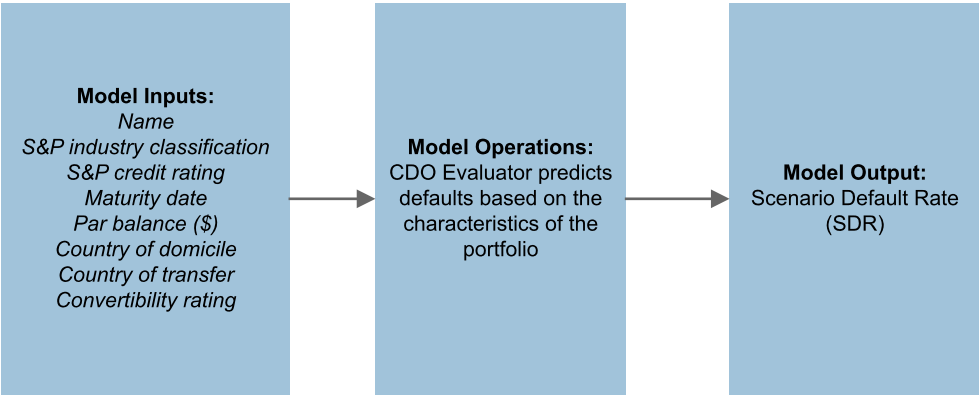 Model Inputs:
Name
S&P industry classification
S&P credit rating
Maturity date
Par balance ($)
Country of domicile
Country of transfer
Convertibility rating
Model Operations:
CDO Evaluator predicts
defaults based on the
characteristics of the
portfolio
Model Output:
Scenario Default Rate
(SDR)